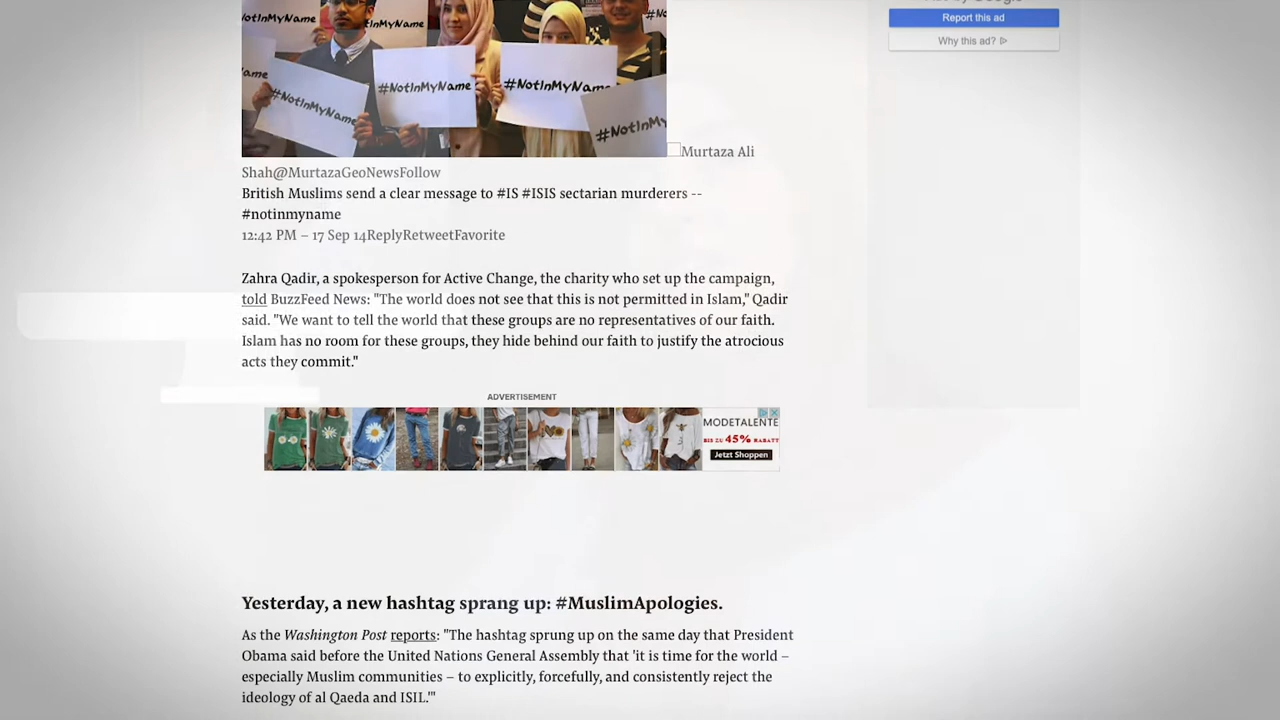 NotInMyName
#No
ame
#NotInMyName
#NotInMyName
#NotInMyName
#NotInMy
Report this ad
Why this ad?
Murtaza Ali
Shah@MurtazaGeoNewsFollow
British Muslims send a clear message to #IS #ISIS sectarian murderers --
#notinmyname
12:42 PM – 17 Sep 14ReplyRetweetFavorite
Zahra Qadir, a spokesperson for Active Change, the charity who set up the campaign,
told BuzzFeed News: "The world does not see that this is not permitted in Islam," Qadir
said. "We want to tell the world that these groups are no representatives of our faith.
Islam has no room for these groups, they hide behind our faith to justify the atrocious
acts they commit."
ADVERTISEMENT
MODETALENTE
BIS ZU 45% RABATT
Jetzt Shoppen
Yesterday, a new hashtag sprang up: #MuslimApologies.
As the Washington Post reports: "The hashtag sprung up on the same day that President
Obama said before the United Nations General Assembly that 'it is time for the world –
especially Muslim communities – to explicitly, forcefully, and consistently reject the
ideology of al Qaeda and ISIL.'"